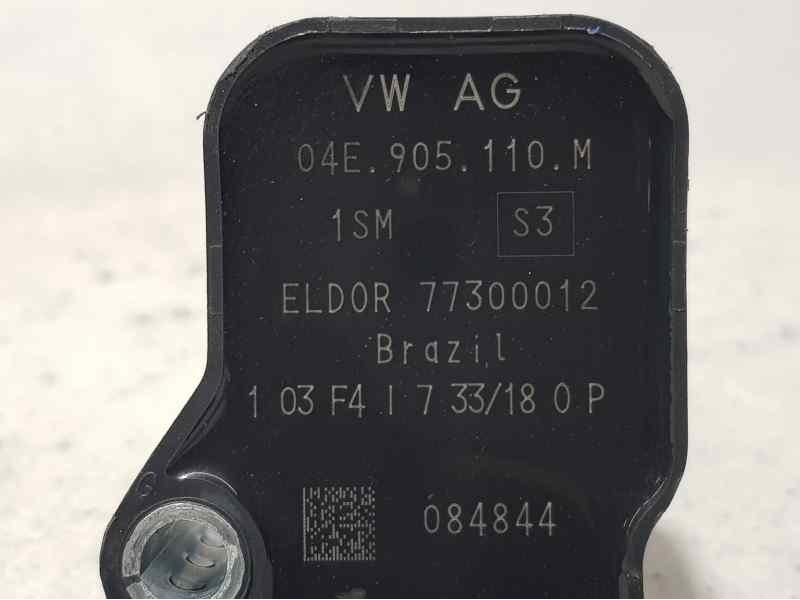 VW AG
04E.905.110.M
1SM S3
ELDOR 77300012
Brazil
1 03 F4 I 7 33/18 0 P
084844
G